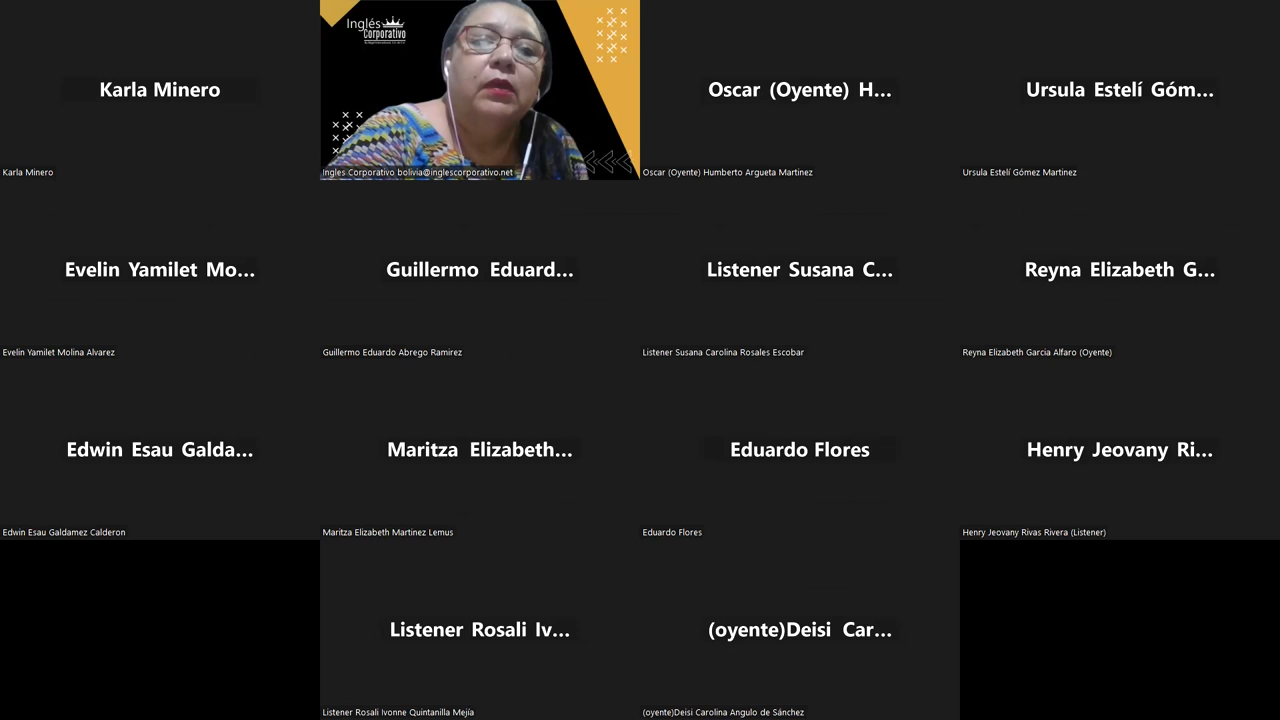 Karla Minero
Karla Minero
Inglés
Corporativo
Ingles Corporativo bolivia@inglescorporativo.net
Oscar (Oyente) H...
Oscar (Oyente) Humberto Argueta Martinez
Ursula Estelí Góm...
Ursula Estelí Gómez Martinez
Evelin Yamilet Mo...
Evelin Yamilet Molina Alvarez
Guillermo Eduard...
Guillermo Eduardo Abrego Ramirez
Listener Susana C...
Listener Susana Carolina Rosales Escobar
Reyna Elizabeth G...
Reyna Elizabeth Garcia Alfaro (Oyente)
Edwin Esau Galda...
Edwin Esau Galdamez Calderon
Maritza Elizabeth...
Maritza Elizabeth Martinez Lemus
Eduardo Flores
Eduardo Flores
Henry Jeovany Ri...
Henry Jeovany Rivas Rivera (Listener)
Listener Rosali Iv...
Listener Rosali Ivonne Quintanilla Mejía
(oyente)Deisi Car...
(oyente)Deisi Carolina Angulo de Sánchez